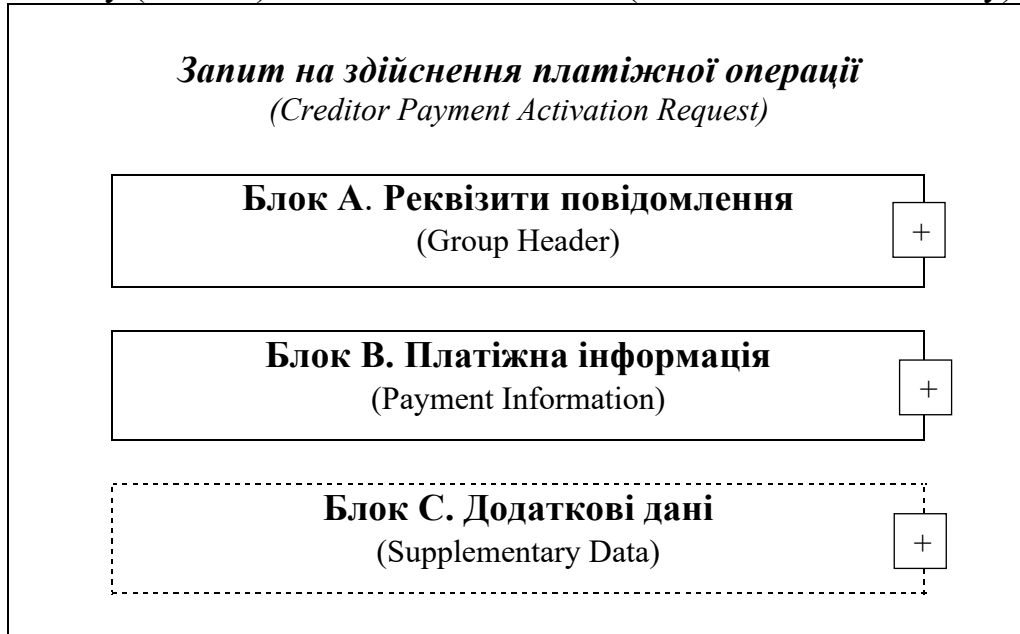 Запит на здійснення платіжної операції
(Creditor Payment Activation Request)
Блок А. Реквізити повідомлення
(Group Header)
+
Блок В. Платіжна інформація
(Payment Information)
+
Блок С. Додаткові дані
(Supplementary Data)
+